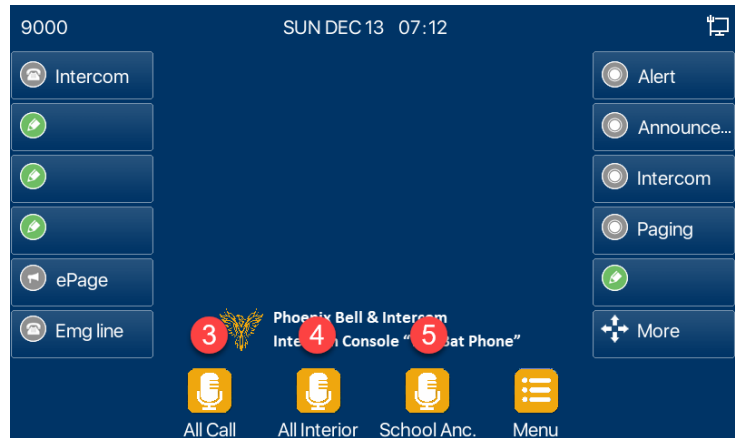 9000 SUN DEC 13 07:12
Intercom
ePage
Emg line
Alert
Announce...
Intercom
Paging
More
Phoenix Bell & Intercom
Console Phone"
3 4 5
All Call All Interior School Anc. Menu